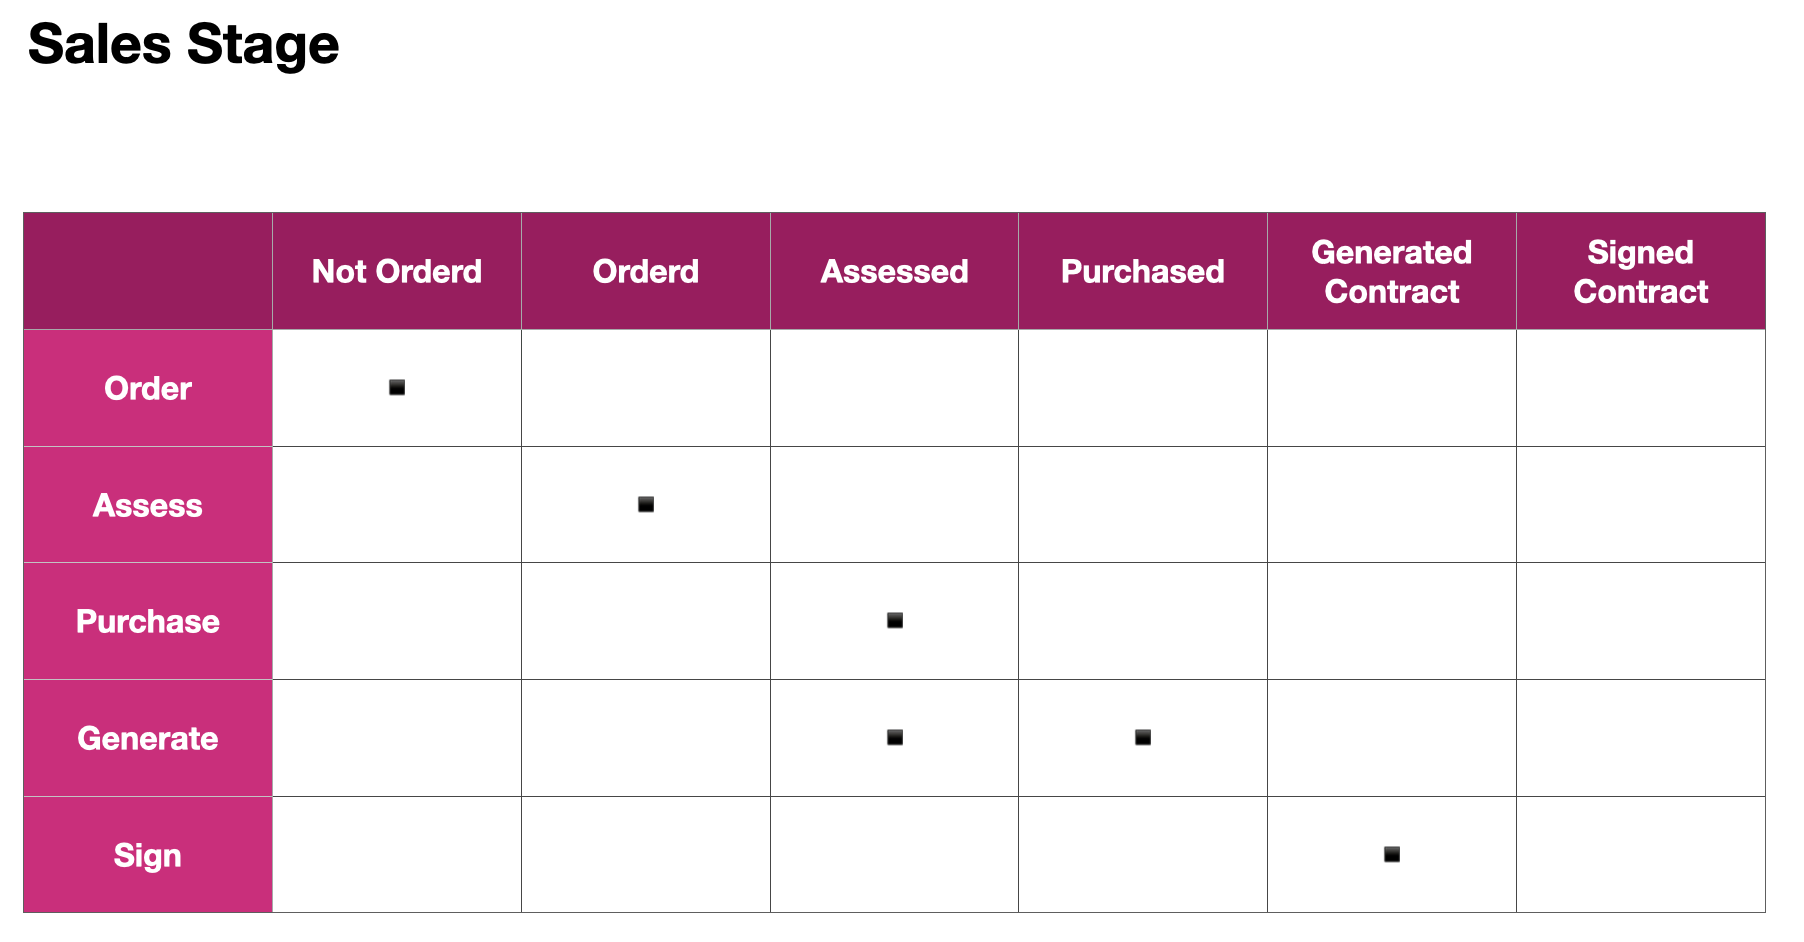 Sales Stage
Not Orderd
Orderd
Assessed
Purchased
Generated
Contract
Signed
Contract
Order
Assess
Purchase
Generate
Sign